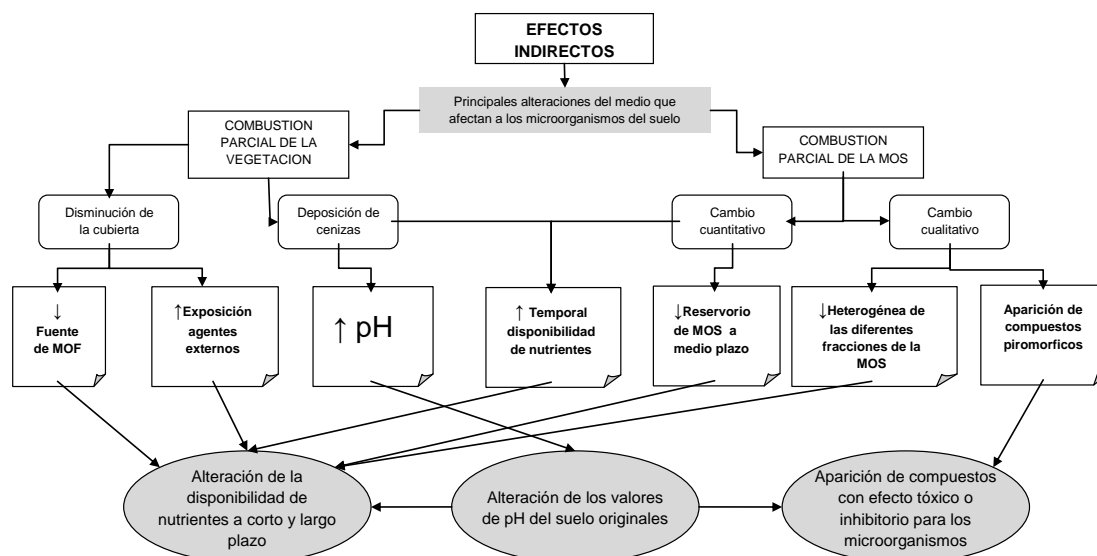 EFECTOS
INDIRECTOS
Principales alteraciones del medio que
afectan a los microorganismos del suelo
COMBUSTION
PARCIAL DE LA
VEGETACION
COMBUSTION
PARCIAL DE LA MOS
Disminución de
la cubierta
Deposición de
cenizas
Cambio
cuantitativo
Cambio
cualitativo
↓
Fuente
de MOF
↑Exposición
agentes
externos
↑ pH
↑ Temporal
disponibilidad
de nutrientes
↓Reservorio
de MOS a
medio plazo
↓Heterogénea de
las diferentes
fracciones de la
MOS
Aparición de
compuestos
piromorficos
Alteración de la
disponibilidad de
nutrientes a corto y largo
plazo
Alteración de los valores
de pH del suelo originales
Aparición de compuestos
con efecto tóxico o
inhibitorio para los
microorganismos